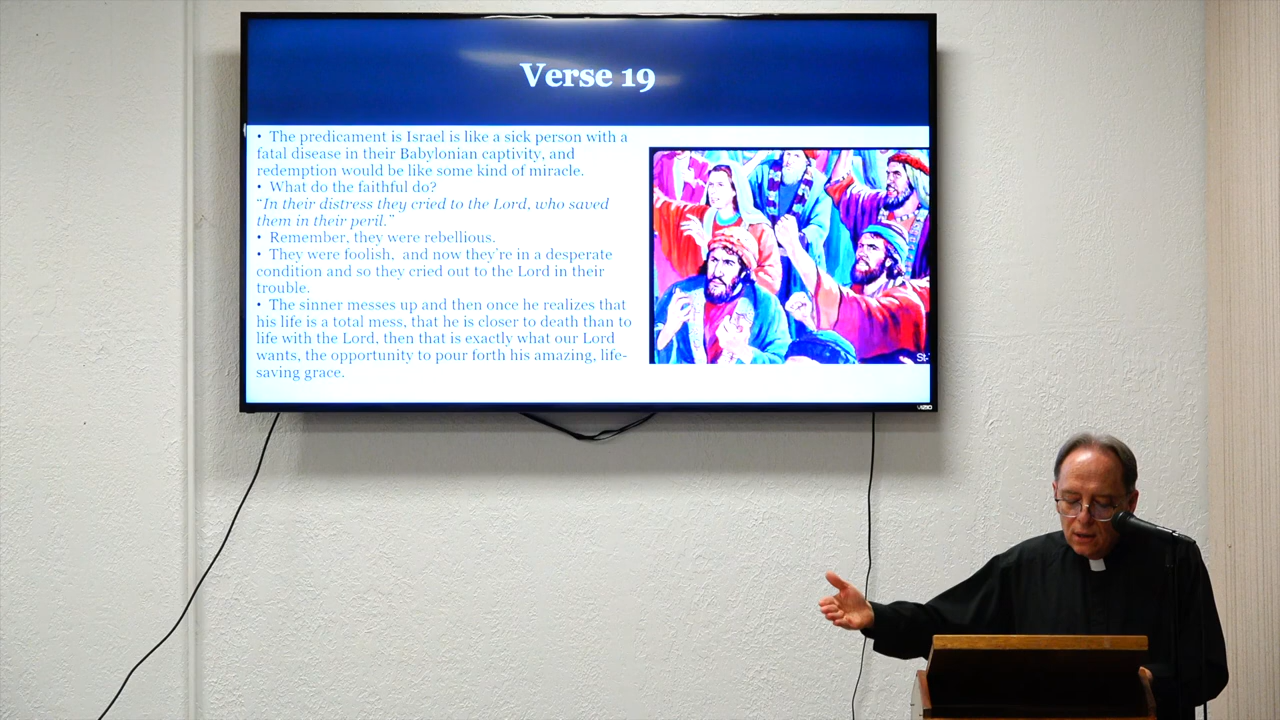 Verse 19
• The predicament is Israel is like a sick person with a
fatal disease in their Babylonian captivity, and
redemption would be like some kind of miracle.
• What do the faithful do?
“In their distress they cried to the Lord, who saved
them in their peril.”
• Remember, they were rebellious.
• They were foolish, and now they're in a desperate
condition and so they cried out to the Lord in their
trouble.
• The sinner messes up and then once he realizes that
his life is a total mess, that he is closer to death than to
life with the Lord, then that is exactly what our Lord
wants, the opportunity to pour forth his amazing, life-
saving grace.
St-
VIZIO